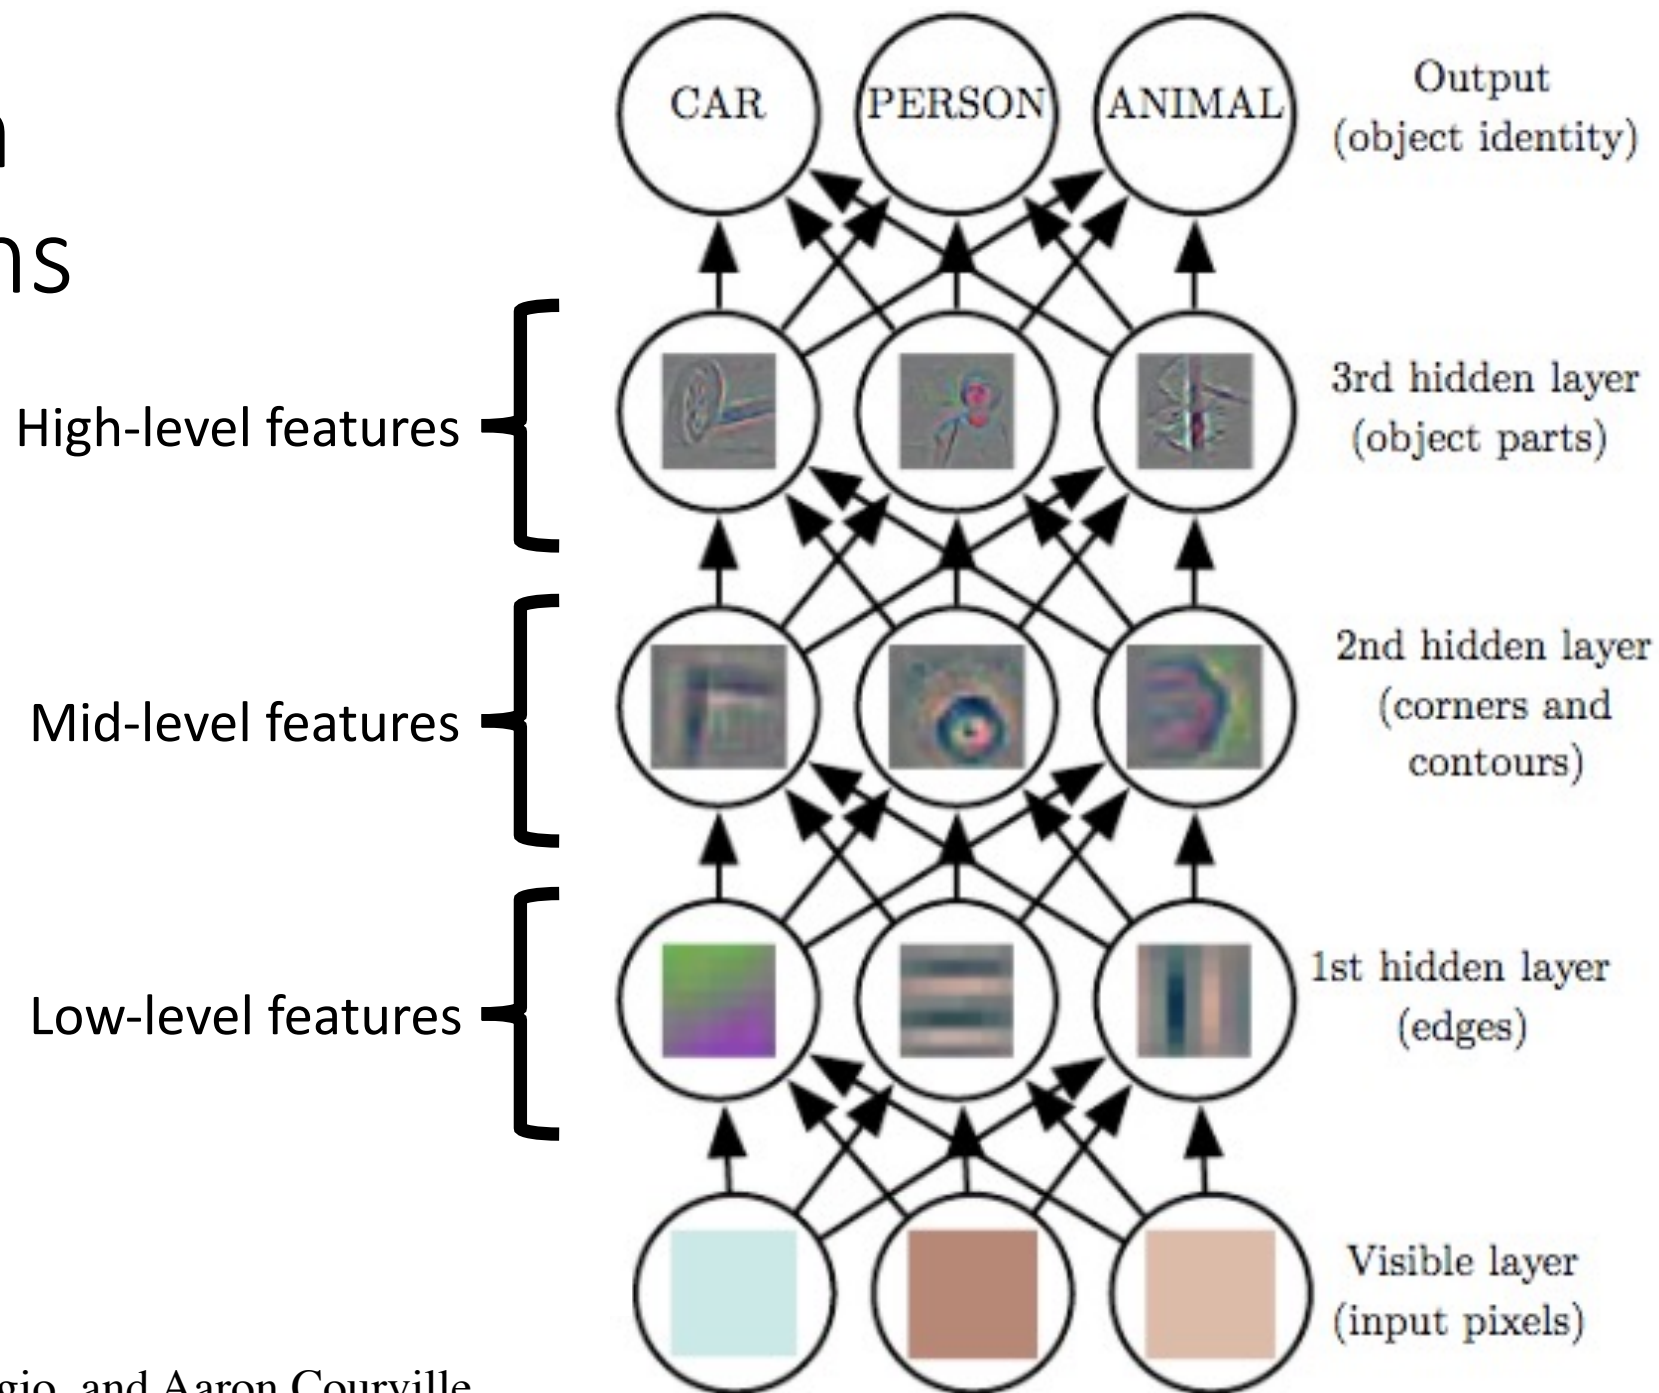 CAR PERSON ANIMAL
Output
(object identity)
ns
High-level features
3rd hidden layer
(object parts)
Mid-level features
2nd hidden layer
(corners and
contours)
Low-level features
1st hidden layer
(edges)
Visible layer
(input pixels)
gio, and Aaron Courville